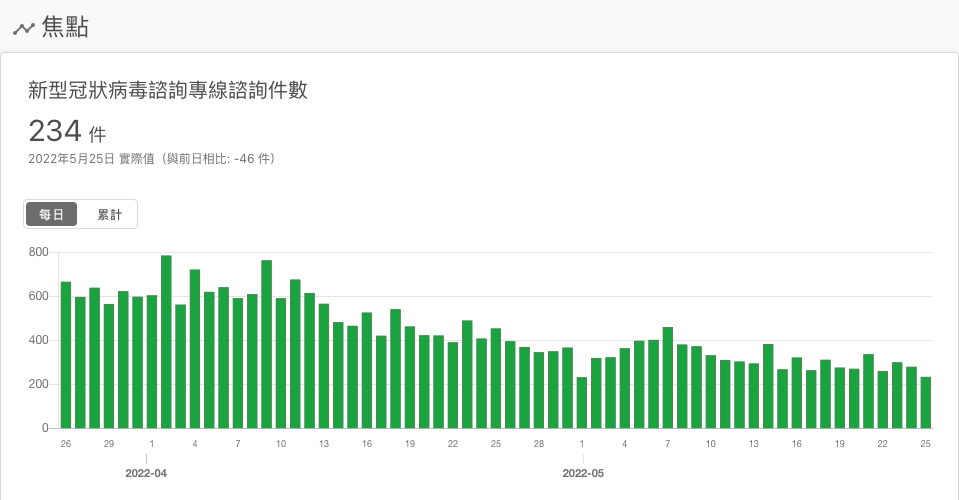 焦點
新型冠狀病毒諮詢專線諮詢件數
234 件
2022年5月25日 實際值（與前日相比: -46 件）
每日 累計
800
600
400
200
0
26 29 1 4 7 10 13 16 19 22 25 28 1 4 7 10 13 16 19 22 25
2022-04 2022-05